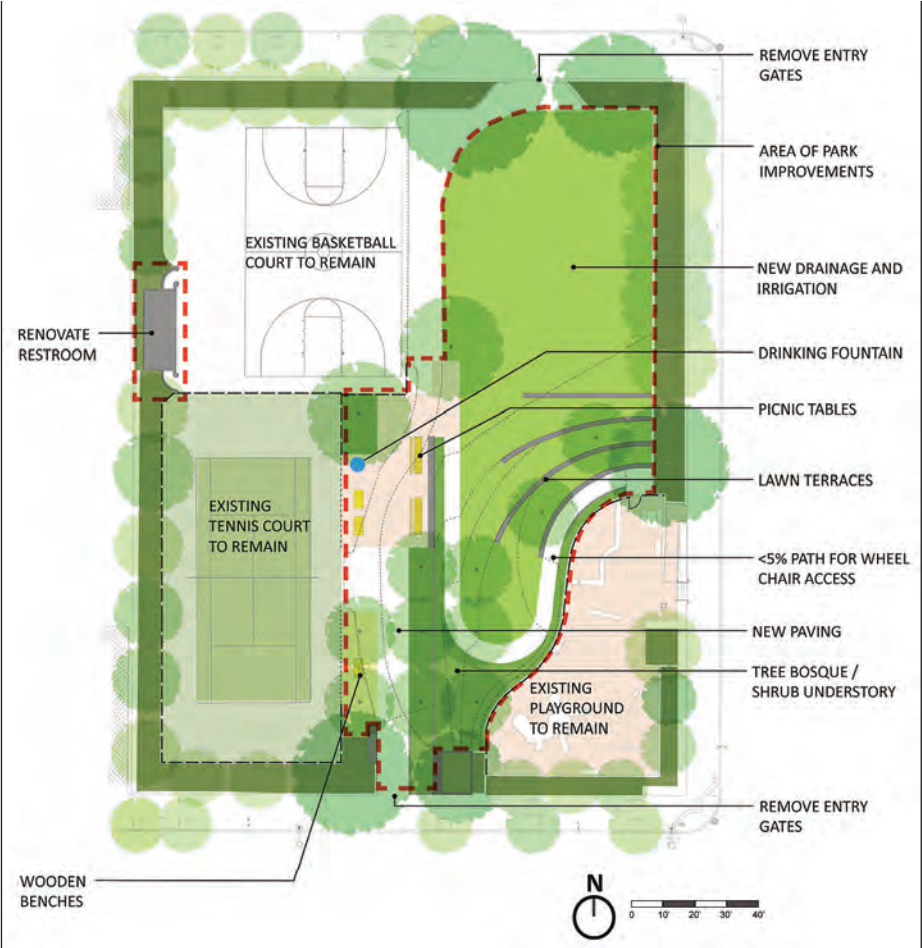 REMOVE ENTRY
GATES
AREA OF PARK
IMPROVEMENTS
EXISTING BASKETBALL
COURT TO REMAIN
NEW DRAINAGE AND
IRRIGATION
RENOVATE
RESTROOM
DRINKING FOUNTAIN
PICNIC TABLES
LAWN TERRACES
EXISTING
TENNIS COURT
TO REMAIN
<5% PATH FOR WHEEL
CHAIR ACCESS
NEW PAVING
TREE BOSQUE /
SHRUB UNDERSTORY
EXISTING
PLAYGROUND
TO REMAIN
REMOVE ENTRY
GATES
WOODEN
BENCHES
N
0 10' 20' 30' 40'